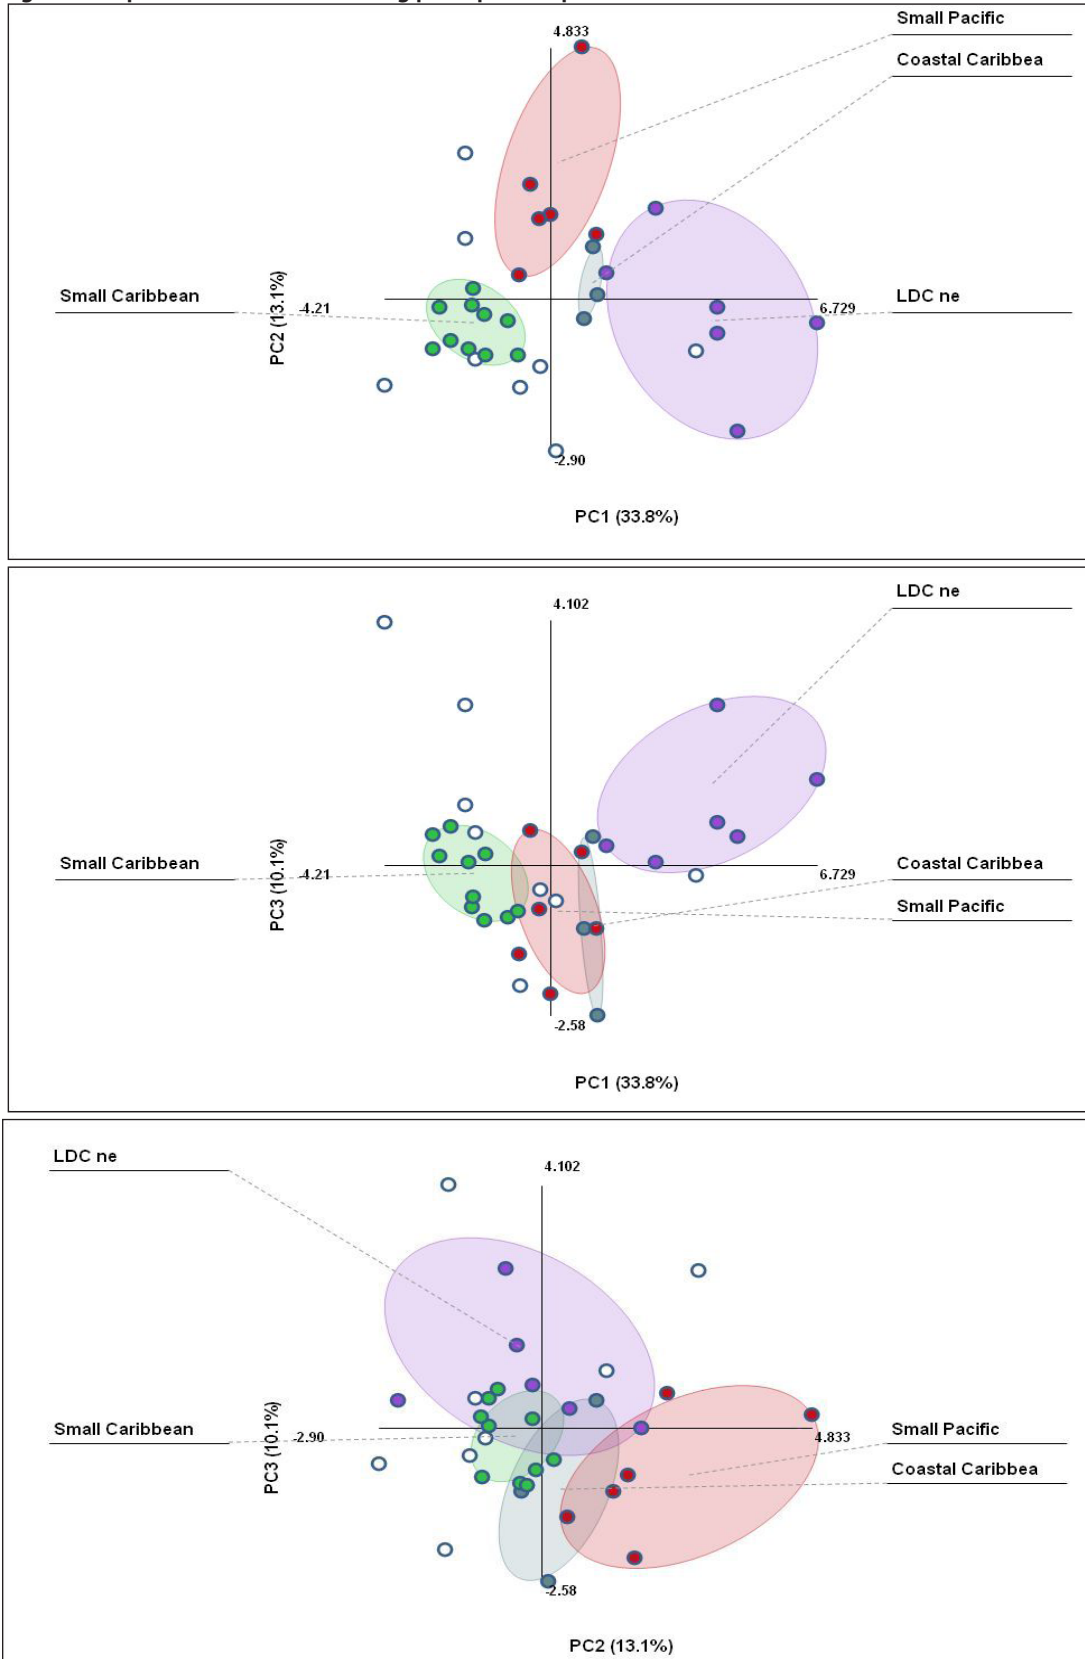 4.833
Small Pacific
Coastal Caribbea
Small Caribbean
-4.21
PC2 (13.1%)
6.729
LDC ne
-2.90
PC1 (33.8%)
LDC ne
4.102
Small Caribbean
-4.21
PC3 (10.1%)
6.729
Coastal Caribbea
Small Pacific
-2.58
PC1 (33.8%)
LDC ne
4.102
Small Caribbean
-2.90
PC3 (10.1%)
4.833
Small Pacific
Coastal Caribbea
-2.58
PC2 (13.1%)